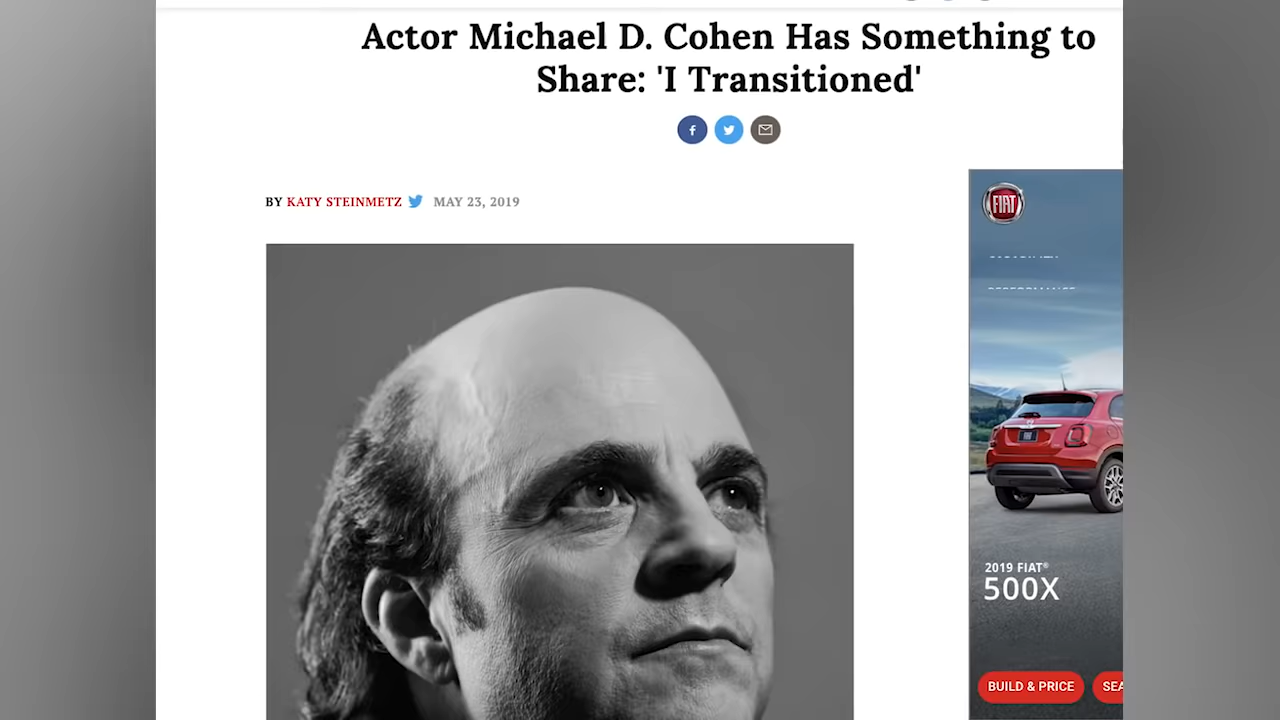 Actor Michael D. Cohen Has Something to
Share: 'I Transitioned'
BY KATY STEINMETZ MAY 23, 2019
FIAT
2019 FIAT®
500X
BUILD & PRICE